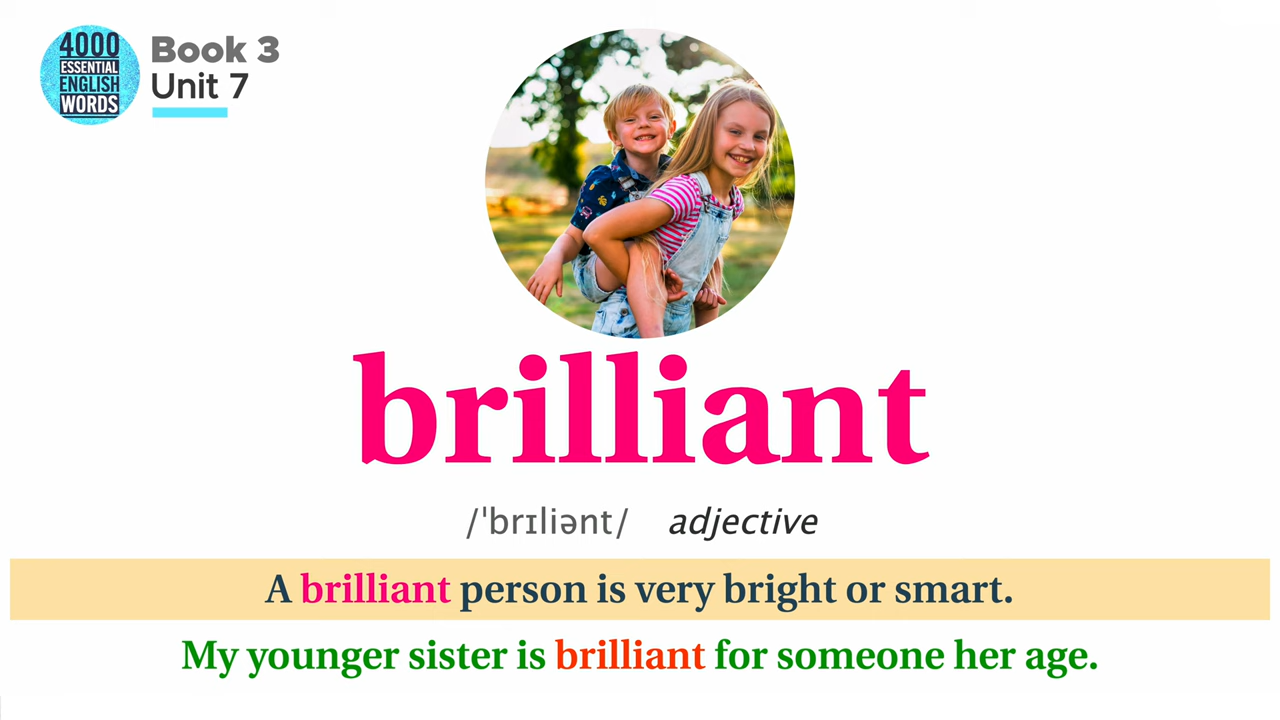 4000
ESSENTIAL
ENGLISH
WORDS
Book 3
Unit 7
brilliant
/ˈbrɪliənt/ adjective
A brilliant person is very bright or smart.
My younger sister is brilliant for someone her age.